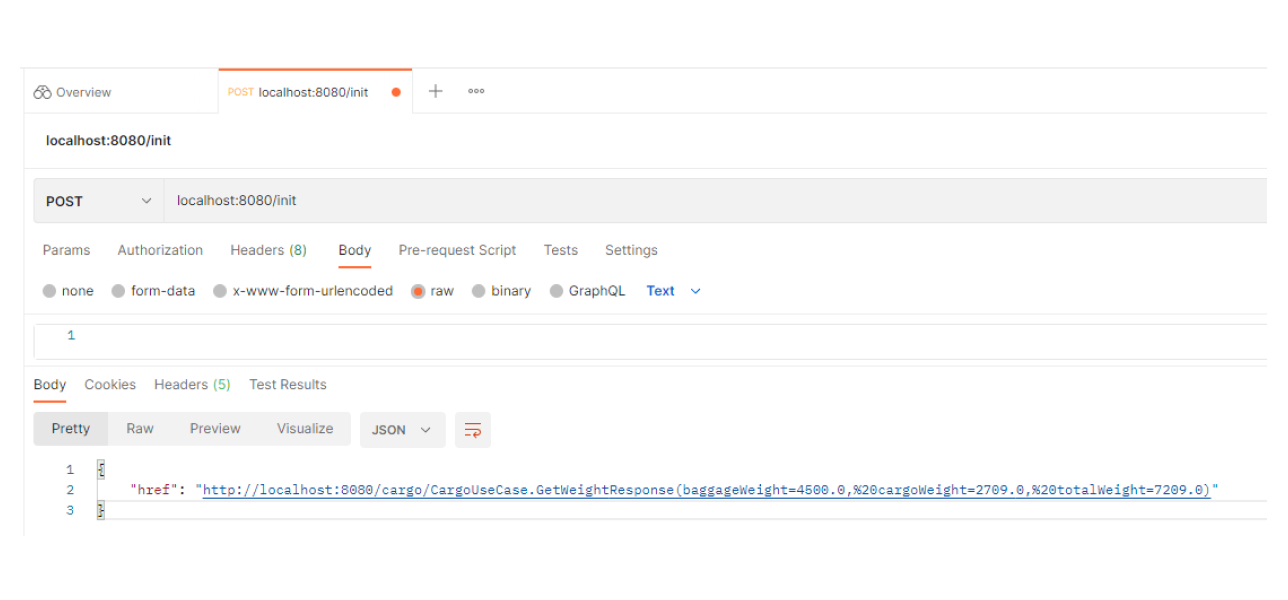 Overview
POST localhost:8080/init
localhost:8080/init
POST localhost:8080/init
Params Authorization Headers (8) Body Pre-request Script Tests Settings
none form-data x-www-form-urlencoded raw binary GraphQL Text
1
Body Cookies Headers (5) Test Results
Pretty Raw Preview Visualize JSON
1 {
2 "href": "http://localhost:8080/cargo/CargoUseCase.GetWeightResponse(baggageWeight=4500.0,%20cargoWeight=2709.0,%20totalWeight=7209.0)"
3 }